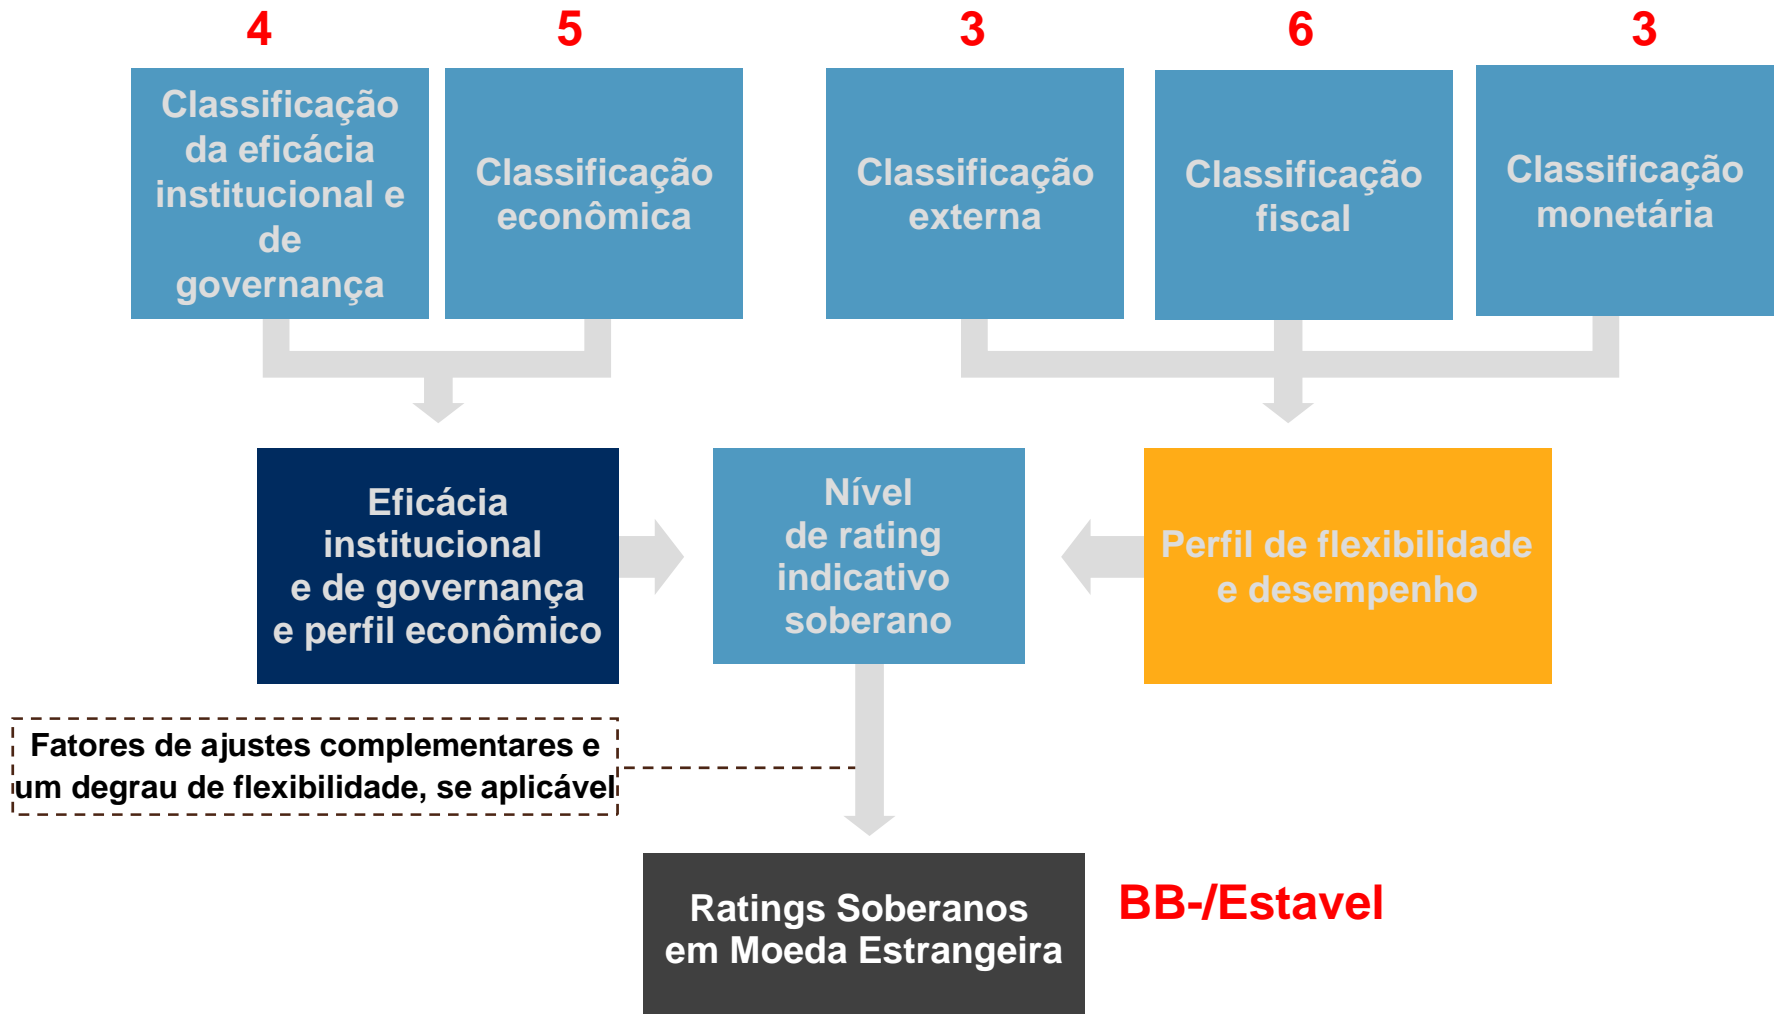 4
5
3
6
3
Classificação
da eficácia
institucional e
de
governança
Classificação
econômica
Classificação
externa
Classificação
fiscal
Classificação
monetária
Eficácia
institucional
e de governança
e perfil econômico
Nível
de rating
indicativo
soberano
Perfil de flexibilidade
e desempenho
Fatores de ajustes complementares e
um degrau de flexibilidade, se aplicável
Ratings Soberanos
em Moeda Estrangeira
BB-/Estavel